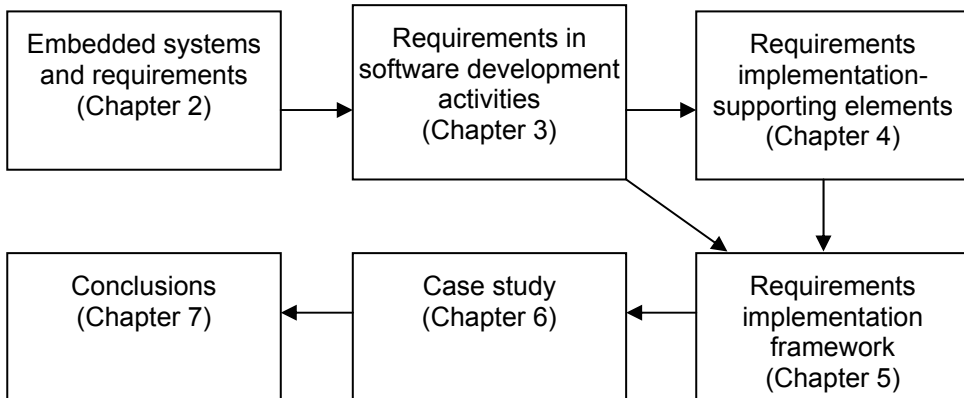 Embedded systems
and requirements
(Chapter 2)
Requirements in
software development
activities
(Chapter 3)
Requirements
implementation-
supporting elements
(Chapter 4)
Conclusions
(Chapter 7)
Case study
(Chapter 6)
Requirements
implementation
framework
(Chapter 5)